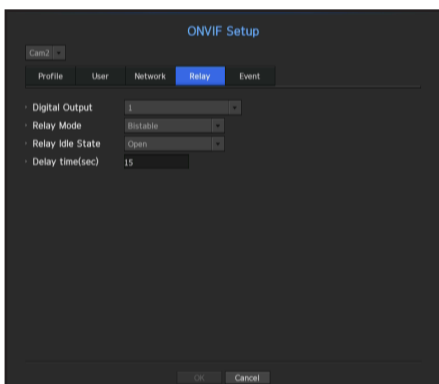 ONVIF Setup
Cam2
Profile User Network Relay Event
Digital Output 1
Relay Mode Bistable
Relay Idle State Open
Delay time(sec) 15
OK Cancel